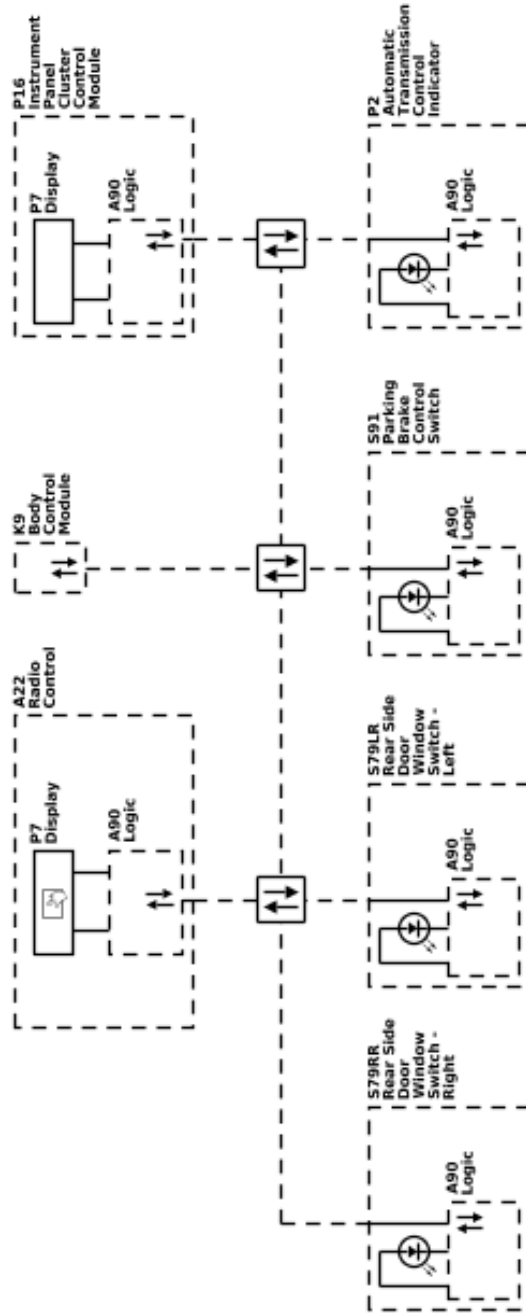 A22
Radio
Control
P7
Display
A90
Logic
K9
Body
Control
Module
P16
Instrument
Panel
Cluster
Control
Module
P7
Display
A90
Logic
S79RR
Rear Side
Door
Window
Switch -
Right
A90
Logic
S79LR
Rear Side
Door
Window
Switch -
Left
A90
Logic
S91
Parking
Brake
Control
Switch
A90
Logic
P2
Automatic
Transmission
Control
Indicator
A90
Logic